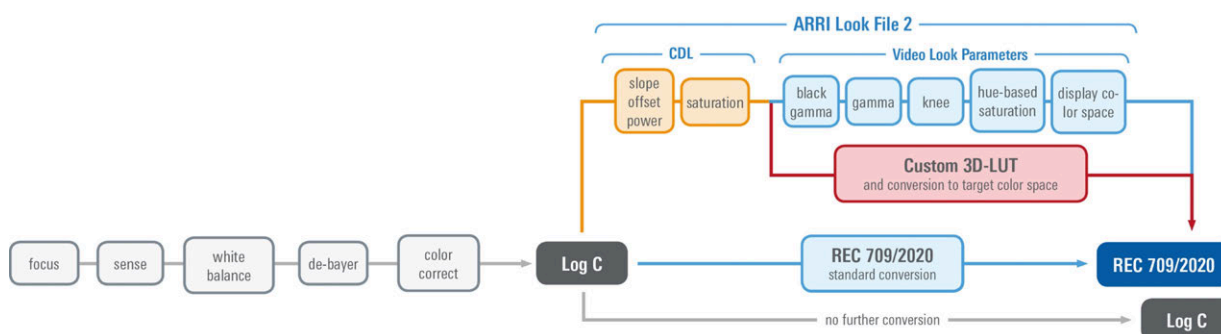 ARRI Look File 2
CDL
Video Look Parameters
slope
offset
power
saturation
black
gamma
gamma
knee
hue-based
saturation
display co-
lor space
Custom 3D-LUT
and conversion to target color space
focus
sense
white
balance
de-bayer
color
correct
Log C
REC 709/2020
standard conversion
REC 709/2020
no further conversion
Log C